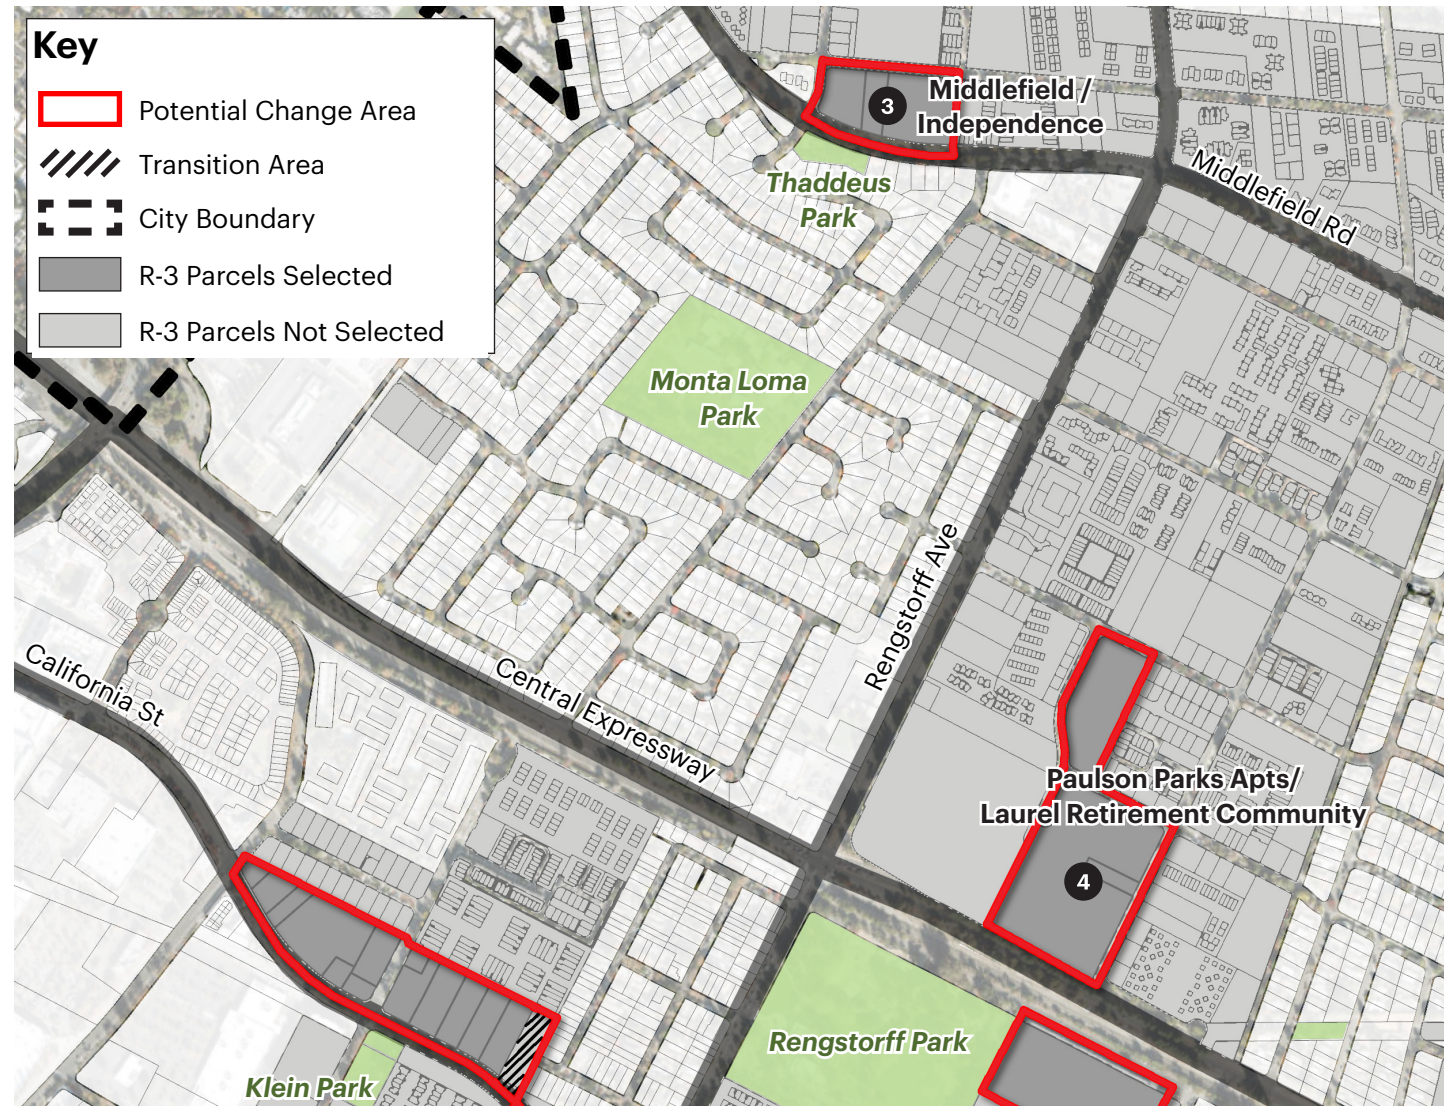 Key
Potential Change Area
Transition Area
City Boundary
R-3 Parcels Selected
R-3 Parcels Not Selected
3
Middlefield /
Independence
Middlefield Rd
Thaddeus
Park
Monta Loma
Park
Rengstorff Ave
California St
Central Expressway
Paulson Parks Apts/
Laurel Retirement Community
4
Rengstorff Park
Klein Park